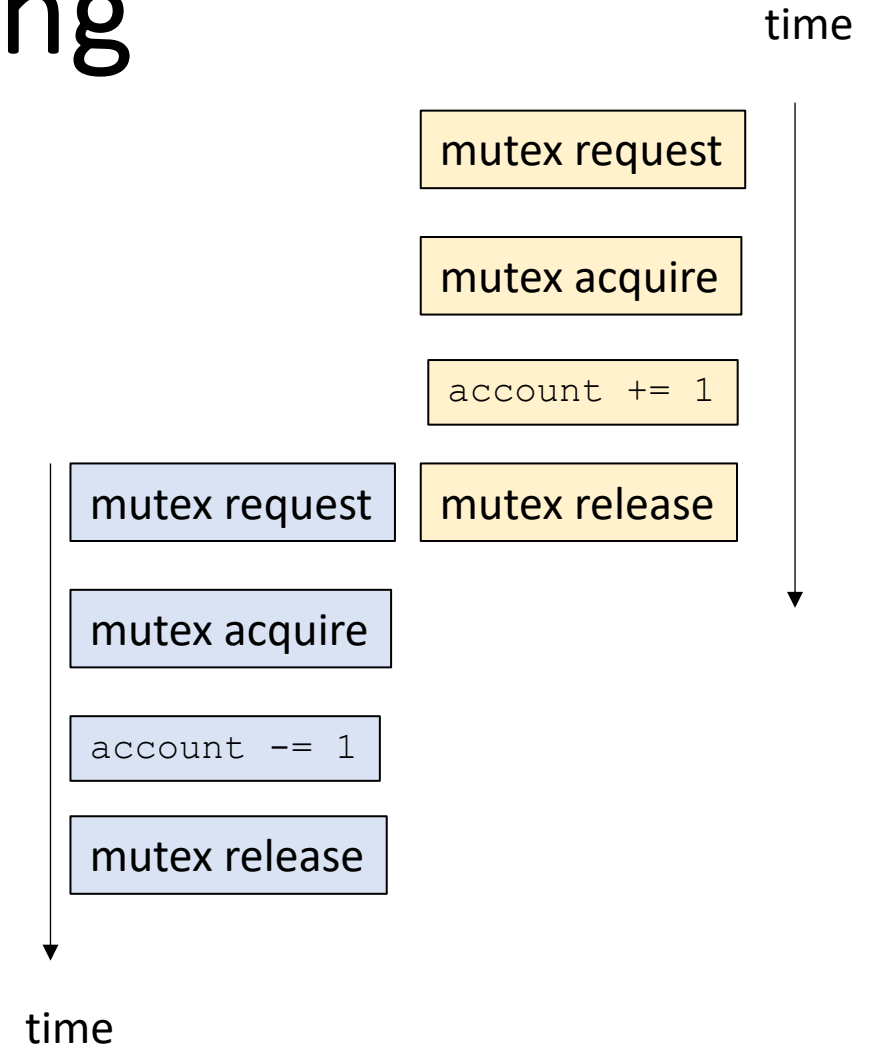 ng
time
mutex request
mutex acquire
account += 1
mutex request mutex release
mutex acquire
account -= 1
mutex release
time